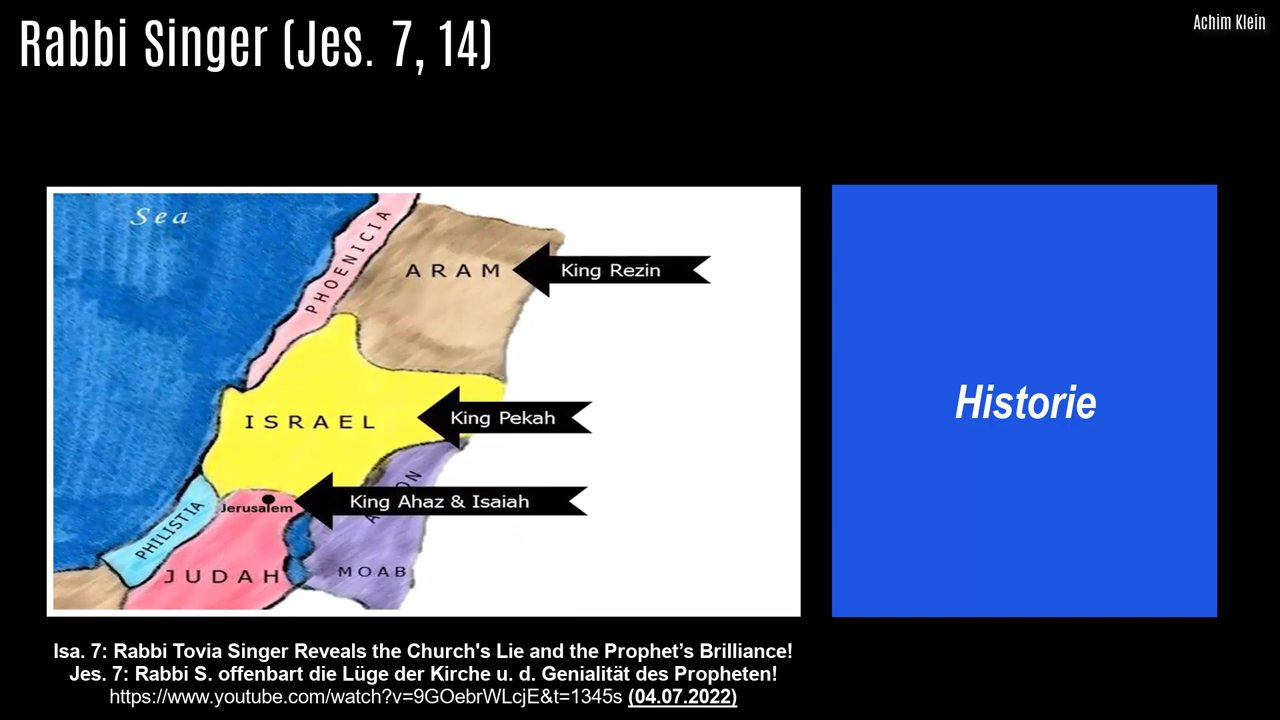 Rabbi Singer (Jes. 7, 14)
Achim Klein
Sea
PHOENICIA
ARAM
King Rezin
ISRAEL
King Pekah
Jerusalem
King Ahaz & Isaiah
PHILISTIA
JUDAH
MOAB
Historie
Isa. 7: Rabbi Tovia Singer Reveals the Church's Lie and the Prophet’s Brilliance!
Jes. 7: Rabbi S. offenbart die Lüge der Kirche u. d. Genialität des Propheten!
https://www.youtube.com/watch?v=9GOebrWLcjE&t=1345s (04.07.2022)